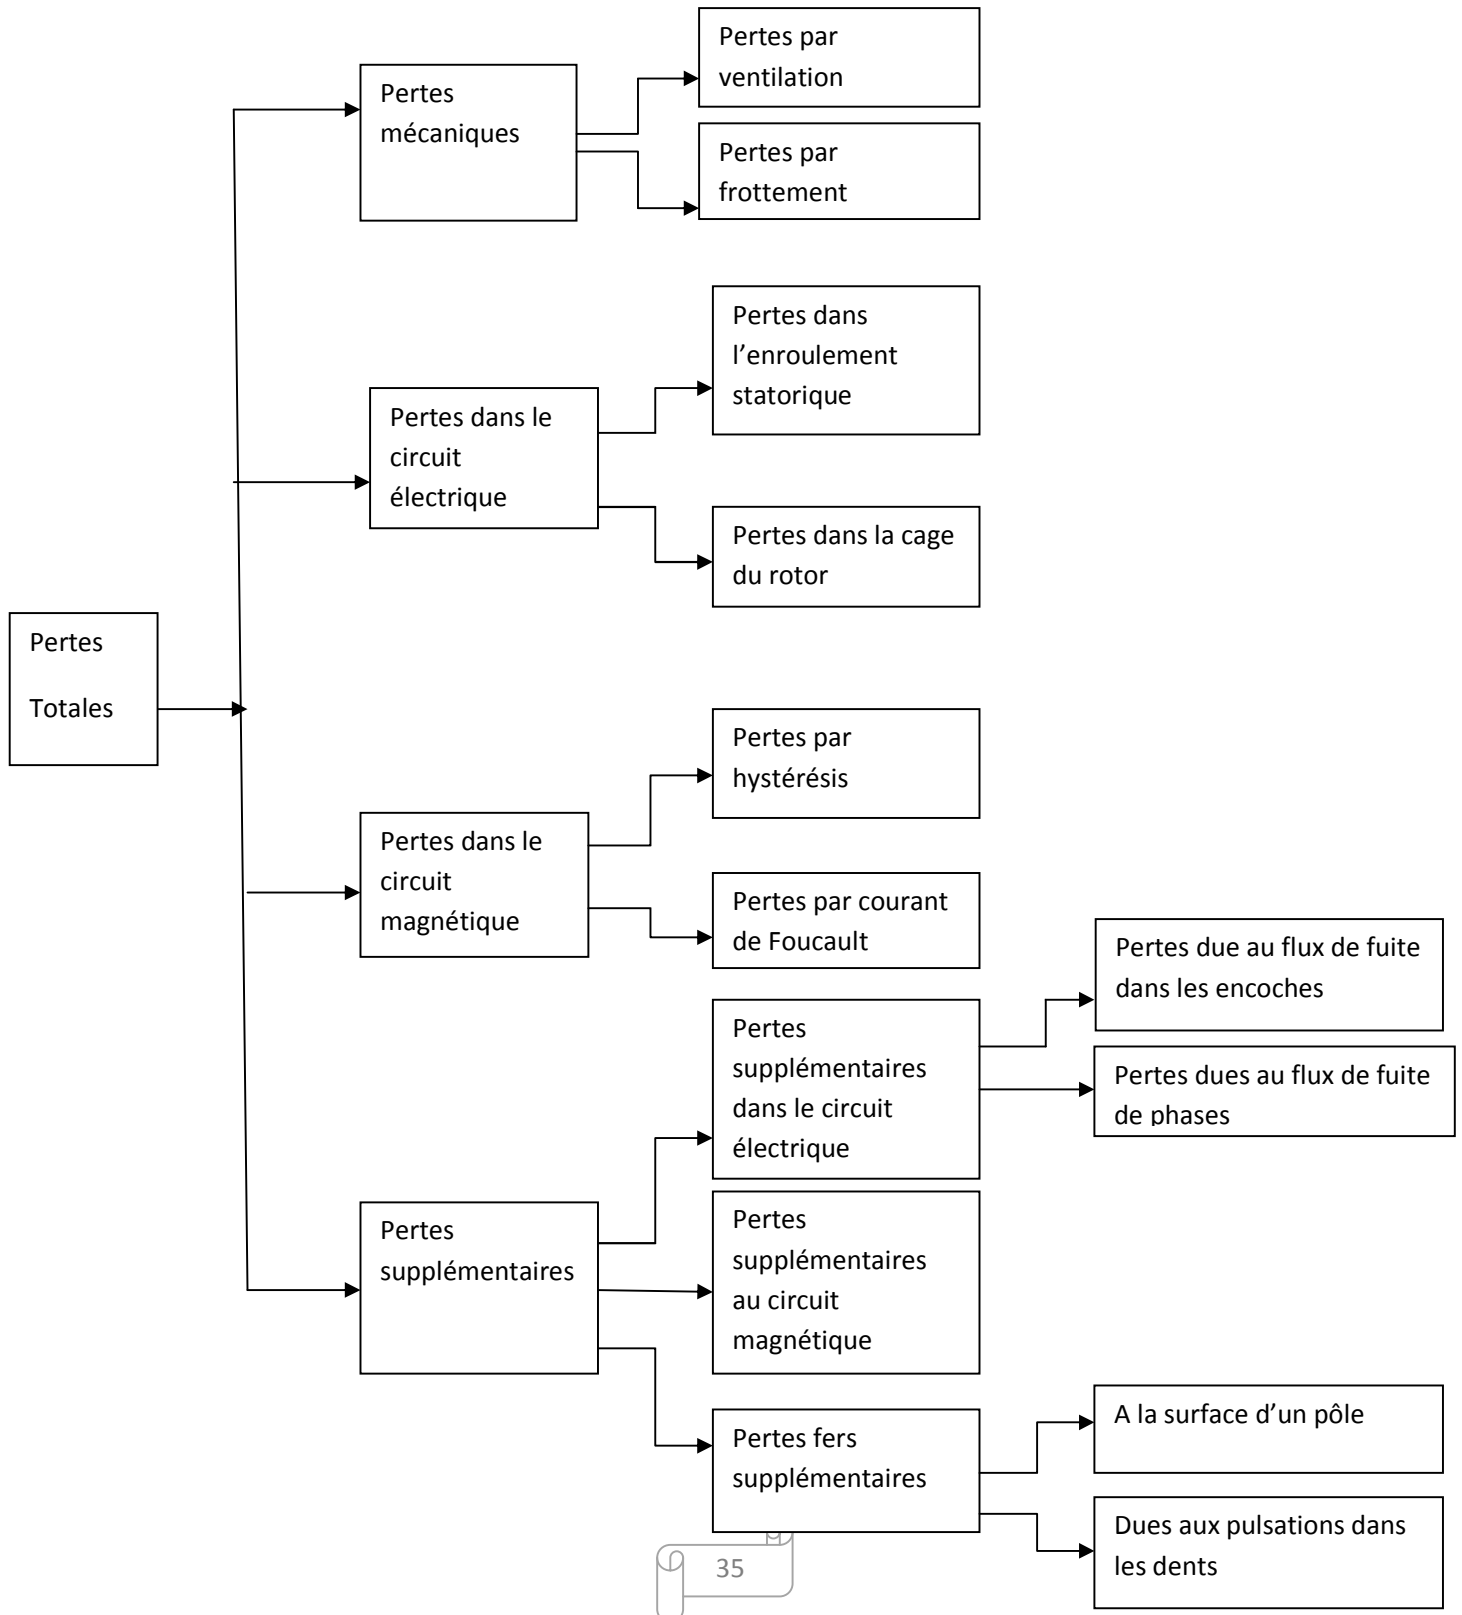 Pertes par
ventilation
Pertes
mécaniques
Pertes par
frottement
Pertes dans
l’enroulement
statorique
Pertes dans le
circuit
électrique
Pertes dans la cage
du rotor
Pertes
Totales
Pertes par
hystérésis
Pertes dans le
circuit
magnétique
Pertes par courant
de Foucault
Pertes due au flux de fuite
dans les encoches
Pertes
supplémentaires
dans le circuit
électrique
Pertes dues au flux de fuite
de phases
Pertes
supplémentaires
Pertes
supplémentaires
au circuit
magnétique
A la surface d’un pôle
Pertes fers
supplémentaires
Dues aux pulsations dans
les dents
35